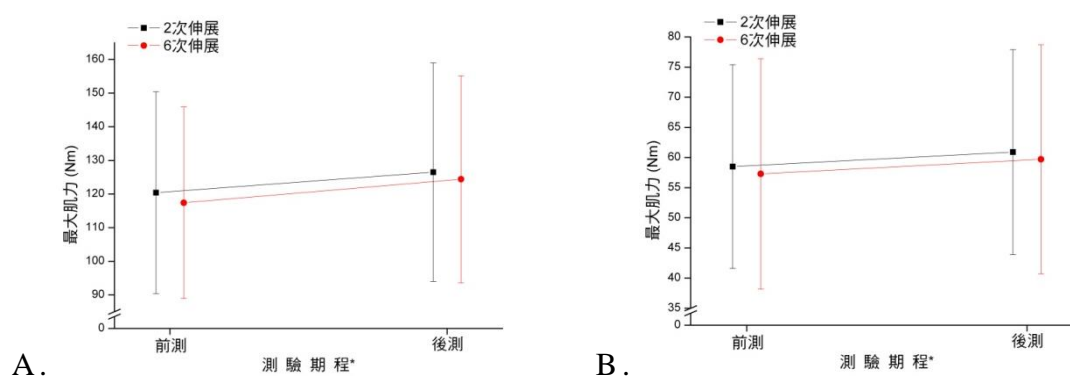 2次伸展
6次伸展
160
150
140
130
120
110
100
90
0
最大肌力 (Nm)
前測
後測
測 驗 期 程*
A.
2次伸展
6次伸展
80
75
70
65
60
55
50
45
40
35
0
最大肌力 (Nm)
前測
後測
測 驗 期 程*
B.